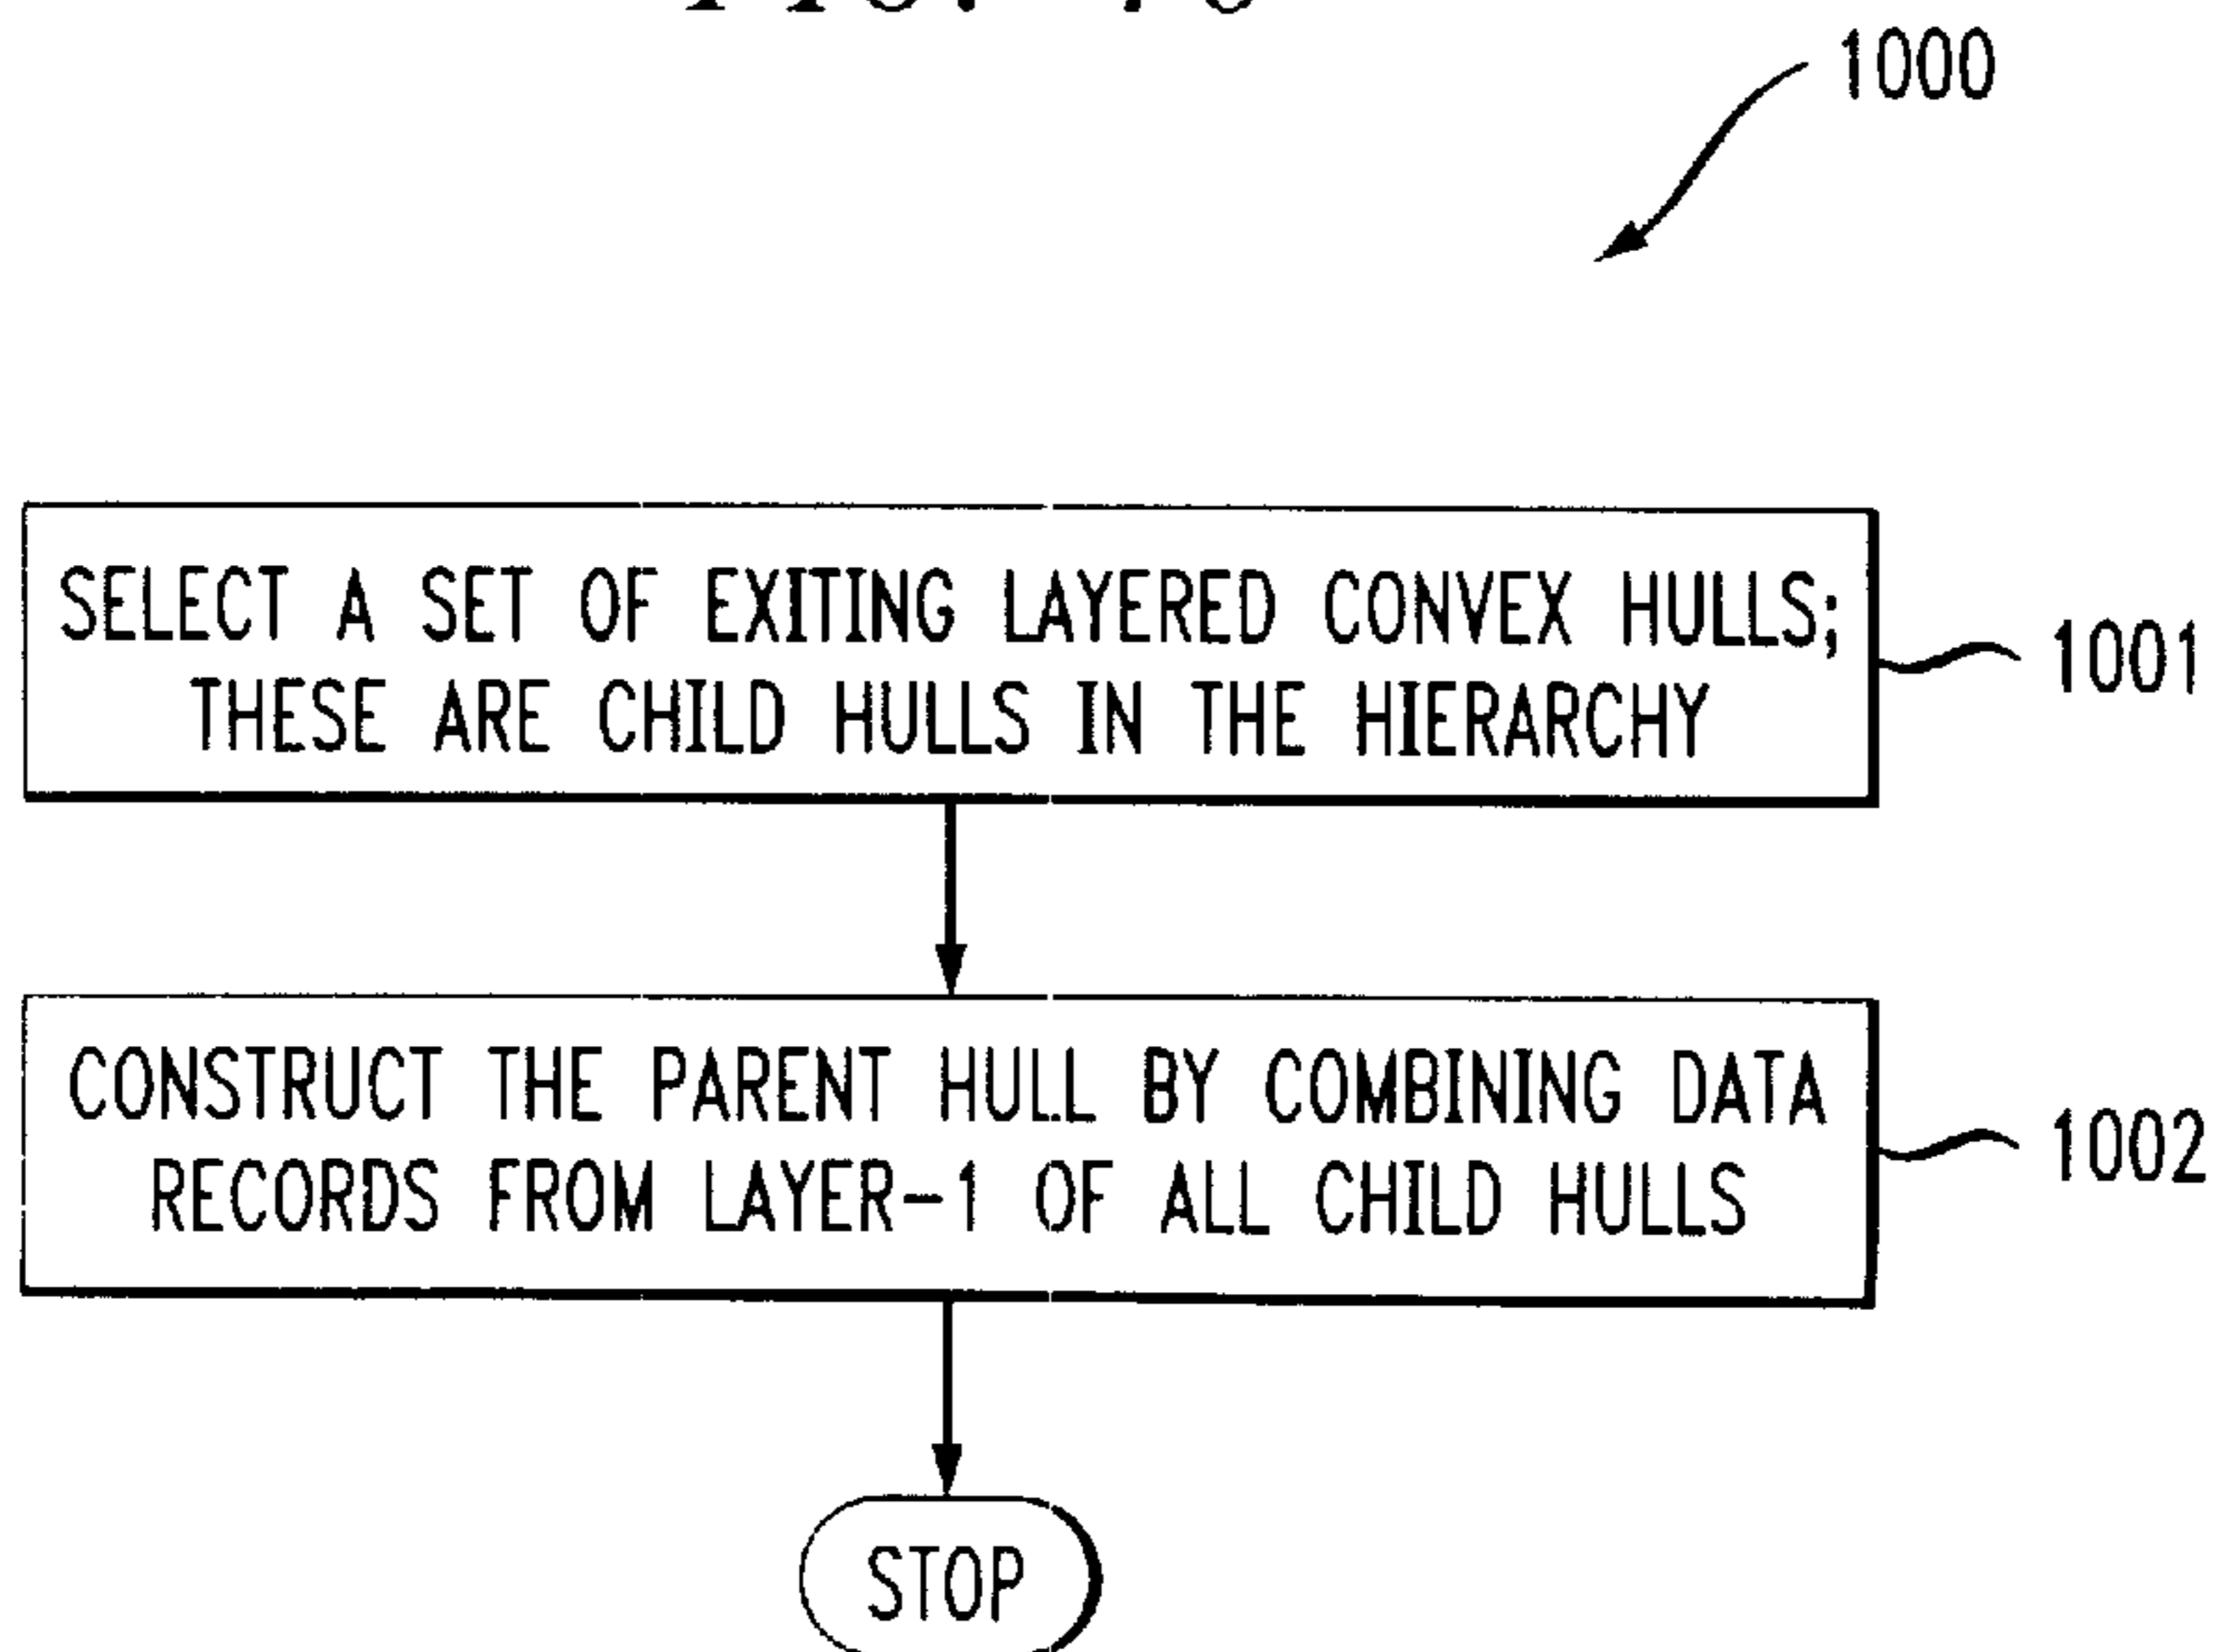 1000
SELECT A SET OF EXITING LAYERED CONVEX HULLS;
THESE ARE CHILD HULLS IN THE HIERARCHY
1001
CONSTRUCT THE PARENT HULL BY COMBINING DATA
RECORDS FROM LAYER-1 OF ALL CHILD HULLS
1002
STOP